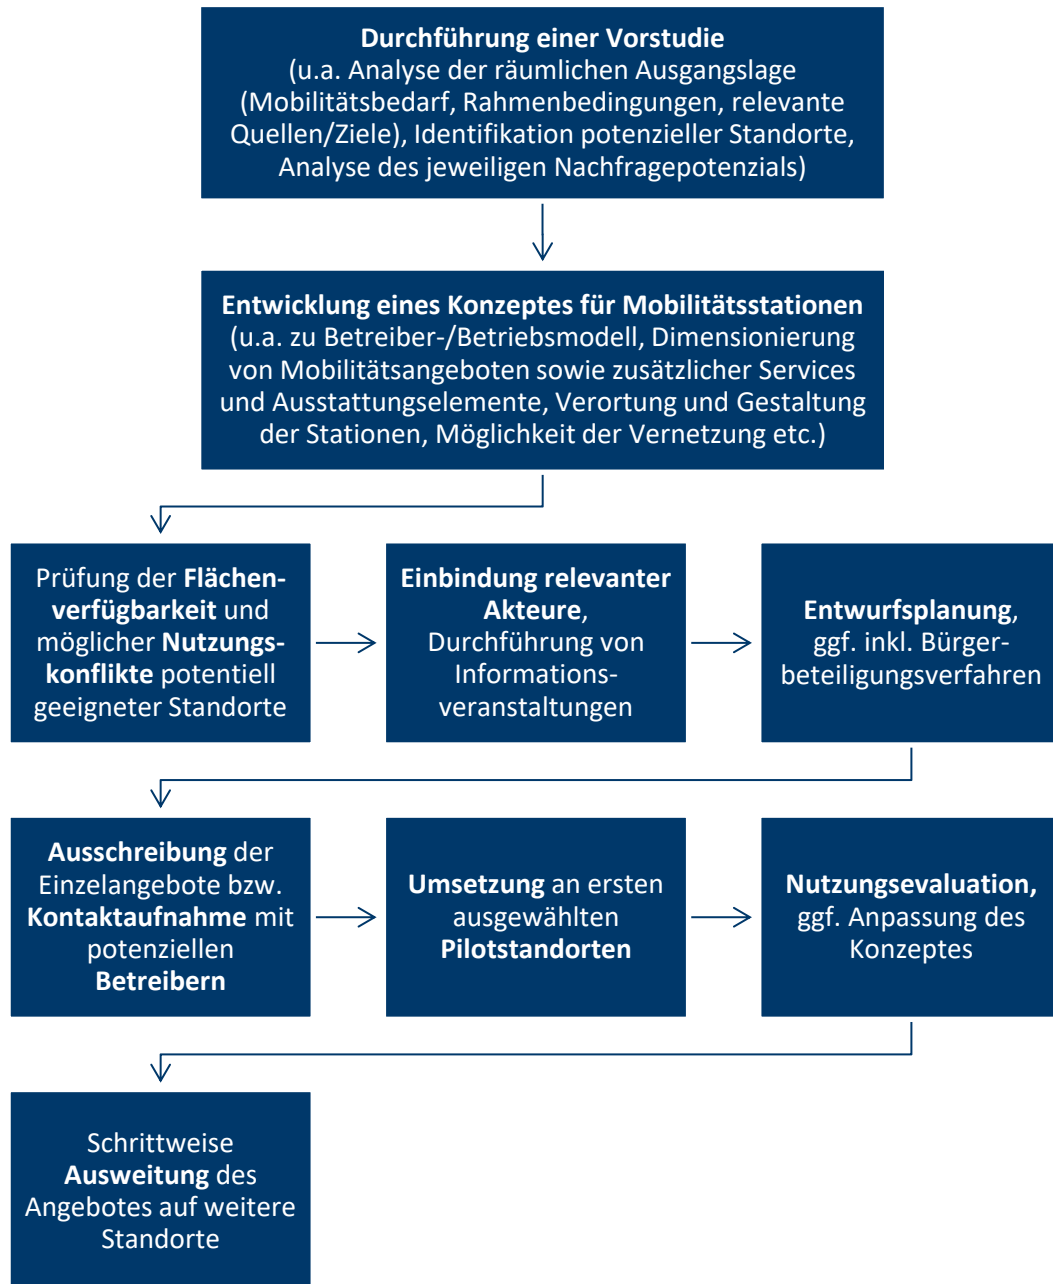 Durchführung einer Vorstudie
(u.a. Analyse der räumlichen Ausgangslage
(Mobilitätsbedarf, Rahmenbedingungen, relevante
Quellen/Ziele), Identifikation potenzieller Standorte,
Analyse des jeweiligen Nachfragepotenzials)
Entwicklung eines Konzeptes für Mobilitätsstationen
(u.a. zu Betreiber-/Betriebsmodell, Dimensionierung
von Mobilitätsangeboten sowie zusätzlicher Services
und Ausstattungselemente, Verortung und Gestaltung
der Stationen, Möglichkeit der Vernetzung etc.)
Prüfung der Flächen-
verfügbarkeit und
möglicher Nutzungs-
konflikte potentiell
geeigneter Standorte
Einbindung relevanter
Akteure,
Durchführung von
Informations-
veranstaltungen
Entwurfsplanung,
ggf. inkl. Bürger-
beteiligungsverfahren
Ausschreibung der
Einzelangebote bzw.
Kontaktaufnahme mit
potenziellen
Betreibern
Umsetzung an ersten
ausgewählten
Pilotstandorten
Nutzungsevaluation,
ggf. Anpassung des
Konzeptes
Schrittweise
Ausweitung des
Angebotes auf weitere
Standorte